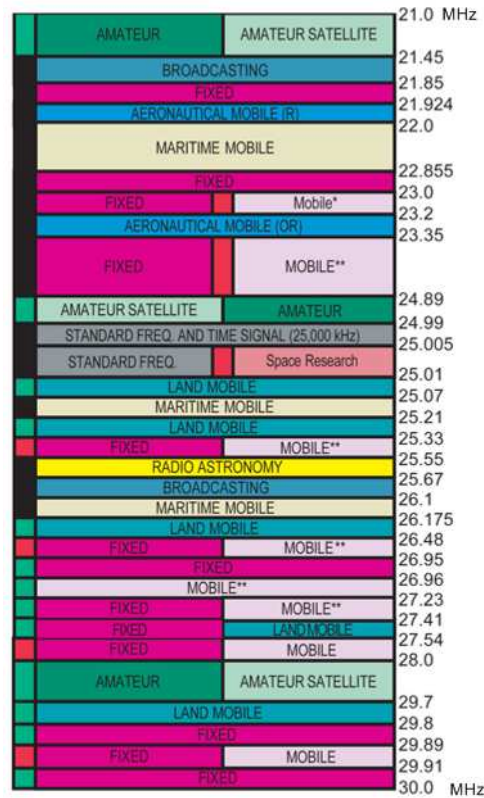 21.0 MHz
AMATEUR AMATEUR SATELLITE
21.45
BROADCASTING
21.85
FIXED
21.924
AERONAUTICAL MOBILE (R)
22.0
MARITIME MOBILE
22.855
FIXED
23.0
FIXED Mobile*
23.2
AERONAUTICAL MOBILE (OR)
23.35
FIXED MOBILE**
24.89
AMATEUR SATELLITE AMATEUR
24.99
STANDARD FREQ. AND TIME SIGNAL (25,000 kHz)
25.005
STANDARD FREQ. Space Research
25.01
LAND MOBILE
25.07
MARITIME MOBILE
25.21
LAND MOBILE
25.33
FIXED MOBILE**
25.55
RADIO ASTRONOMY
25.67
BROADCASTING
26.1
MARITIME MOBILE
26.175
LAND MOBILE
26.48
FIXED MOBILE**
26.95
FIXED
26.96
MOBILE**
27.23
FIXED MOBILE**
27.41
FIXED LAND MOBILE
27.54
FIXED MOBILE
28.0
AMATEUR AMATEUR SATELLITE
29.7
LAND MOBILE
29.8
FIXED
29.89
FIXED MOBILE
29.91
FIXED
30.0 MHz